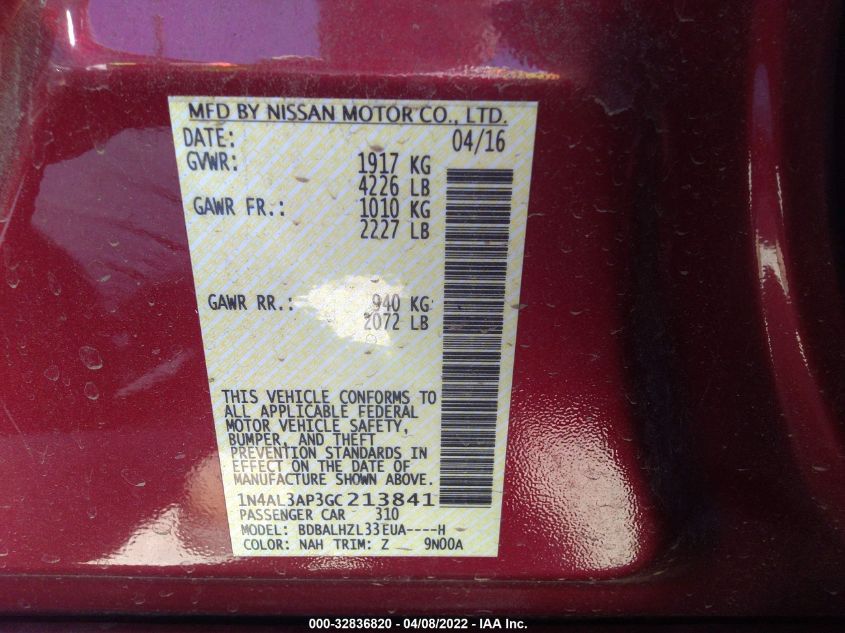 MFD BY NISSAN MOTOR CO., LTD.
DATE: 04/16
GVWR: 1917 KG
4226 LB
GAWR FR.: 1010 KG
2227 LB
GAWR RR.: 940 KG
2072 LB
THIS VEHICLE CONFORMS TO
ALL APPLICABLE FEDERAL
MOTOR VEHICLE SAFETY,
BUMPER, AND THEFT
PREVENTION STANDARDS IN
EFFECT ON THE DATE OF
MANUFACTURE SHOWN ABOVE.
1N4AL3AP3GC213841
PASSENGER CAR 310
MODEL: BDBALHZL33EUA----H
COLOR: NAH TRIM: Z 9N00A
000-32836820 - 04/08/2022 - IAA Inc.